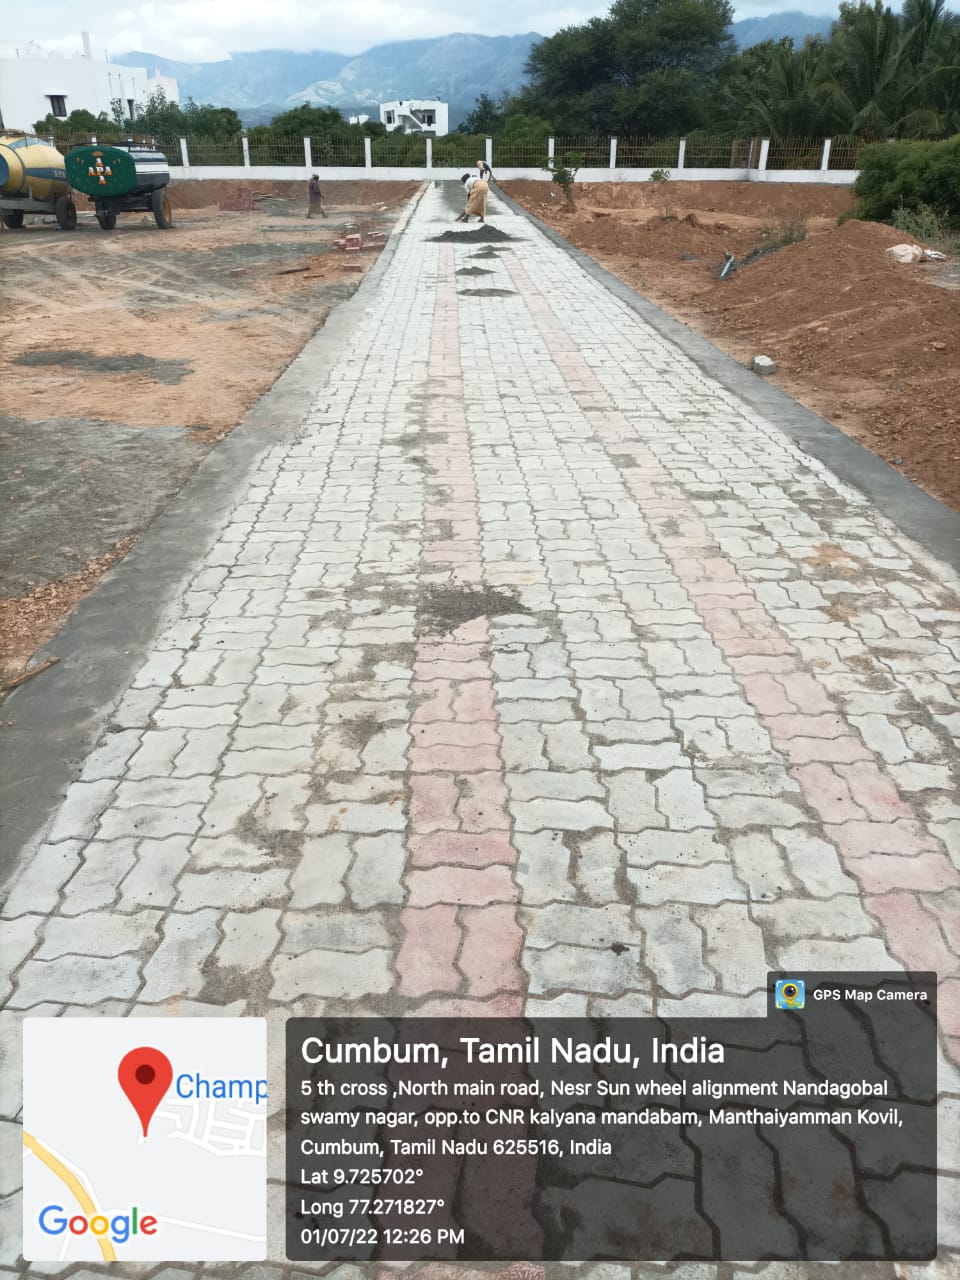 APA
GPS Map Camera
Champ
Google
Cumbum, Tamil Nadu, India
5 th cross ,North main road, Nesr Sun wheel alignment Nandagobal
swamy nagar, opp.to CNR kalyana mandabam, Manthaiyamman Kovil,
Cumbum, Tamil Nadu 625516, India
Lat 9.725702°
Long 77.271827°
01/07/22 12:26 PM